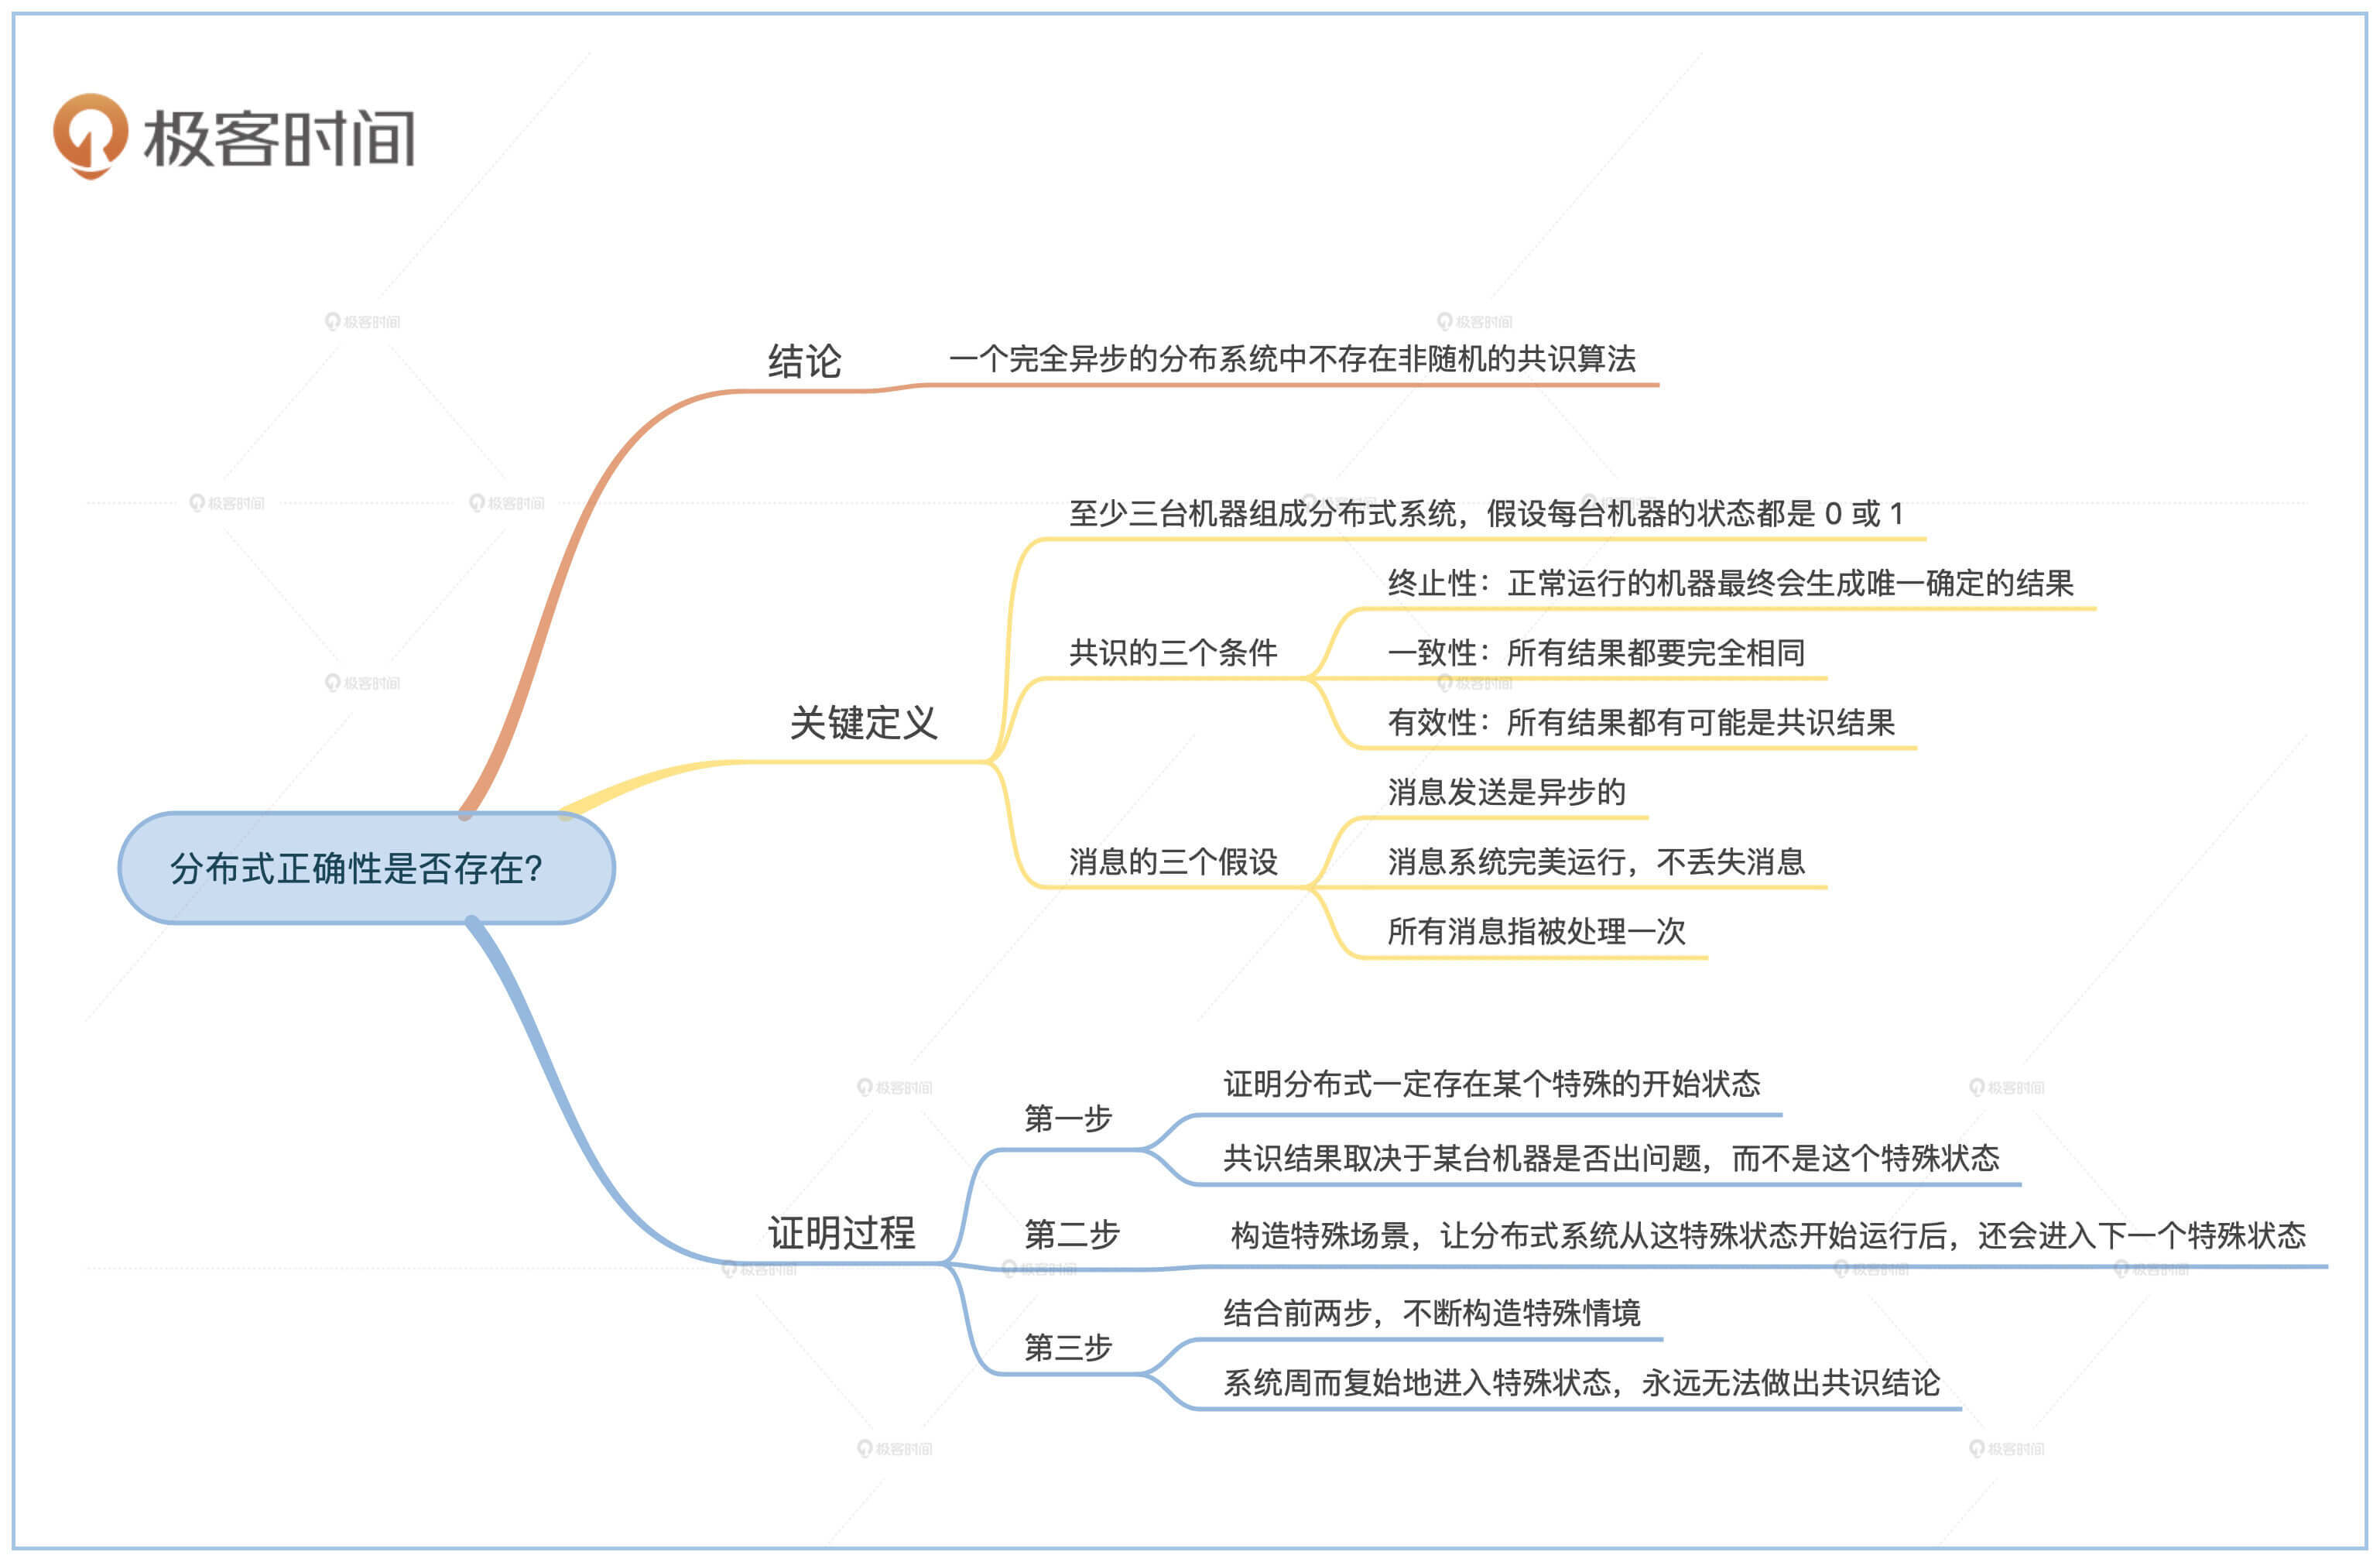 极客时间
结论
一个完全异步的分布系统中不存在非随机的共识算法
关键定义
至少三台机器组成分布式系统，假设每台机器的状态都是 0 或 1
共识的三个条件
终止性：正常运行的机器最终会生成唯一确定的结果
一致性：所有结果都要完全相同
有效性：所有结果都有可能是共识结果
消息的三个假设
消息发送是异步的
消息系统完美运行，不丢失消息
所有消息指被处理一次
分布式正确性是否存在?
证明过程
第一步
证明分布式一定存在某个特殊的开始状态
共识结果取决于某台机器是否出问题，而不是这个特殊状态
第二步
构造特殊场景，让分布式系统从这特殊状态开始运行后，还会进入下一个特殊状态
第三步
结合前两步，不断构造特殊情境
系统周而复始地进入特殊状态，永远无法做出共识结论